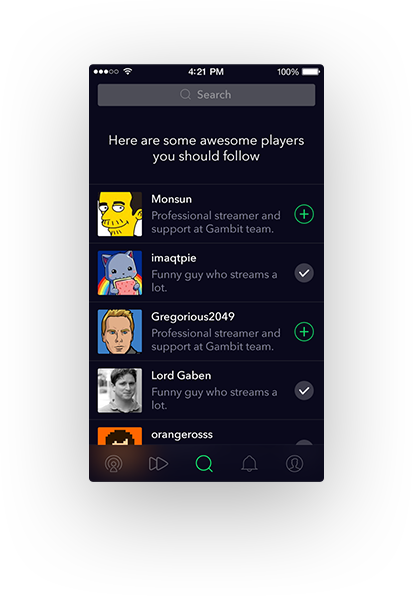 4:21 PM 100%
Search
Here are some awesome players
you should follow
Monsun
Professional streamer and
support at Gambit team.
imaqtpie
Funny guy who streams a
lot.
Gregorious2049
Professional streamer and
support at Gambit team.
Lord Gaben
Funny guy who streams a
lot.
orangerosss